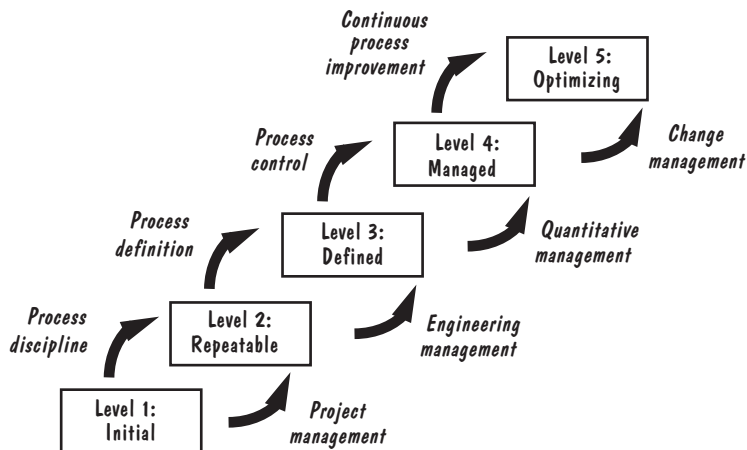 Continuous
process
improvement
Level 5:
Optimizing
Process
control
Level 4:
Managed
Change
management
Process
definition
Level 3:
Defined
Quantitative
management
Process
discipline
Level 2:
Repeatable
Engineering
management
Level 1:
Initial
Project
management